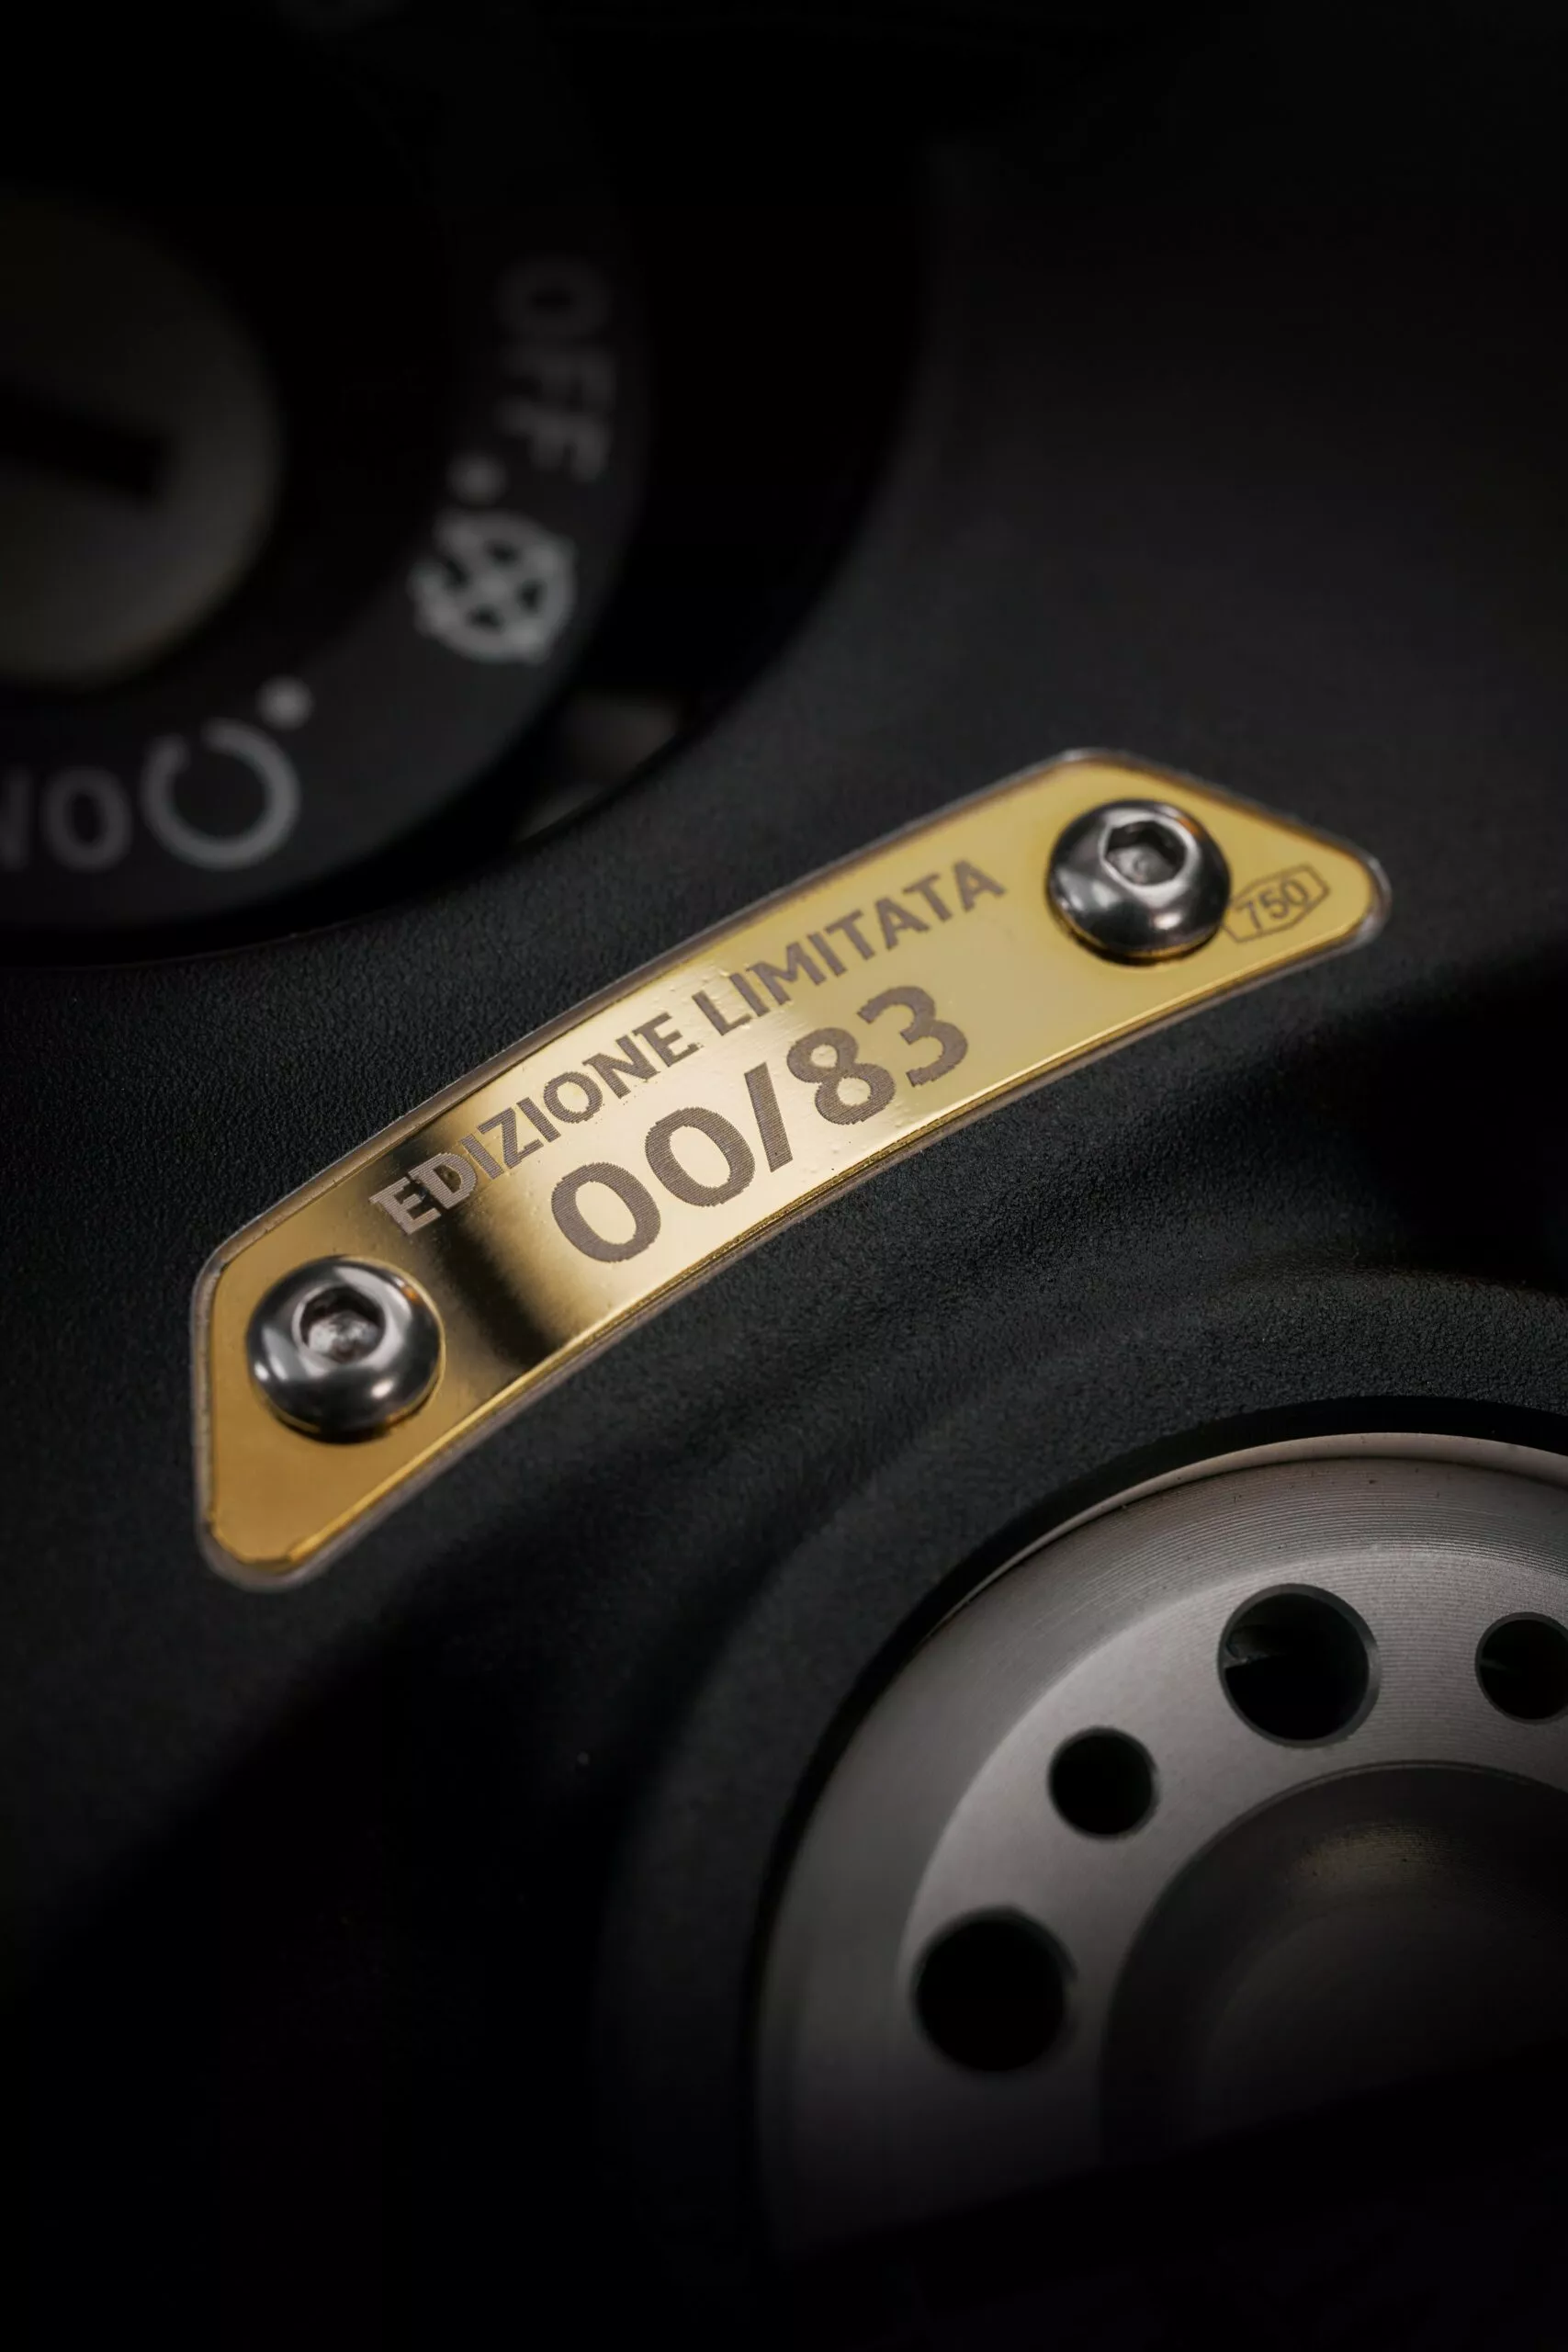 OFF
ON
EDIZIONE LIMITATA
00/83
750